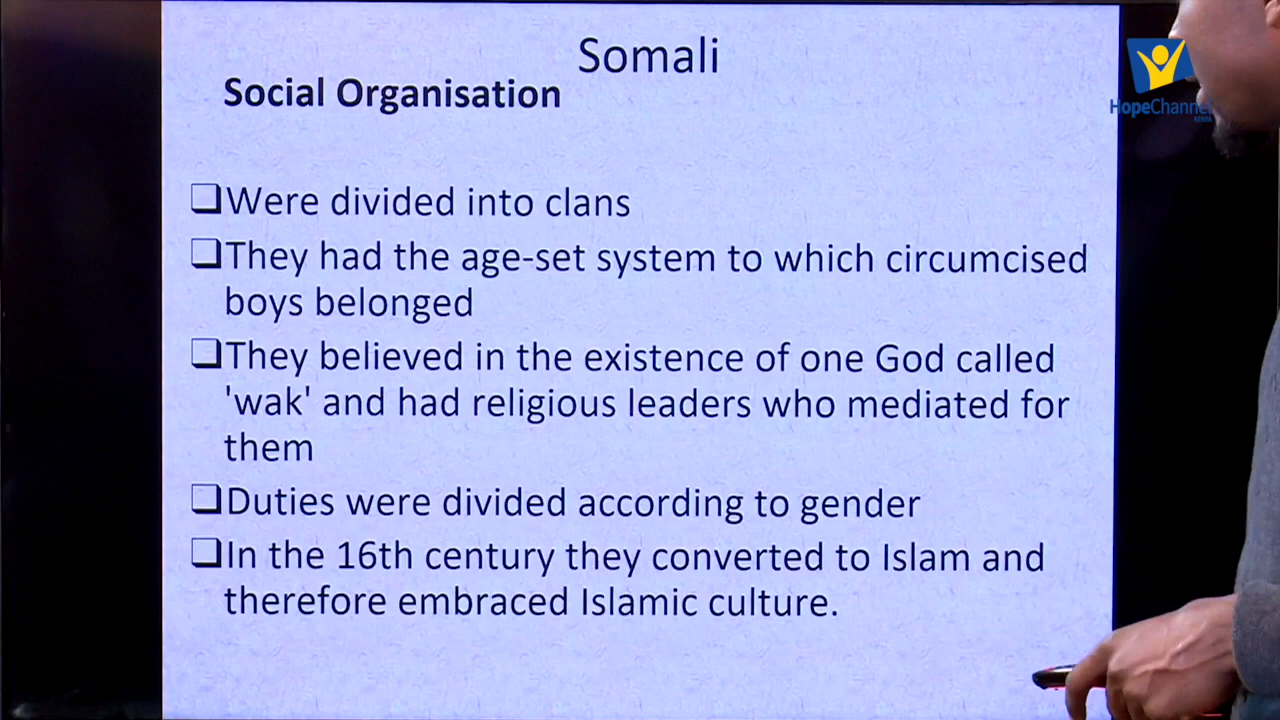 Somali
Social Organisation
Were divided into clans
They had the age-set system to which circumcised
boys belonged
They believed in the existence of one God called
'wak' and had religious leaders who mediated for
them
Duties were divided according to gender
In the 16th century they converted to Islam and
therefore embraced Islamic culture.
HopeChannel
KENYA